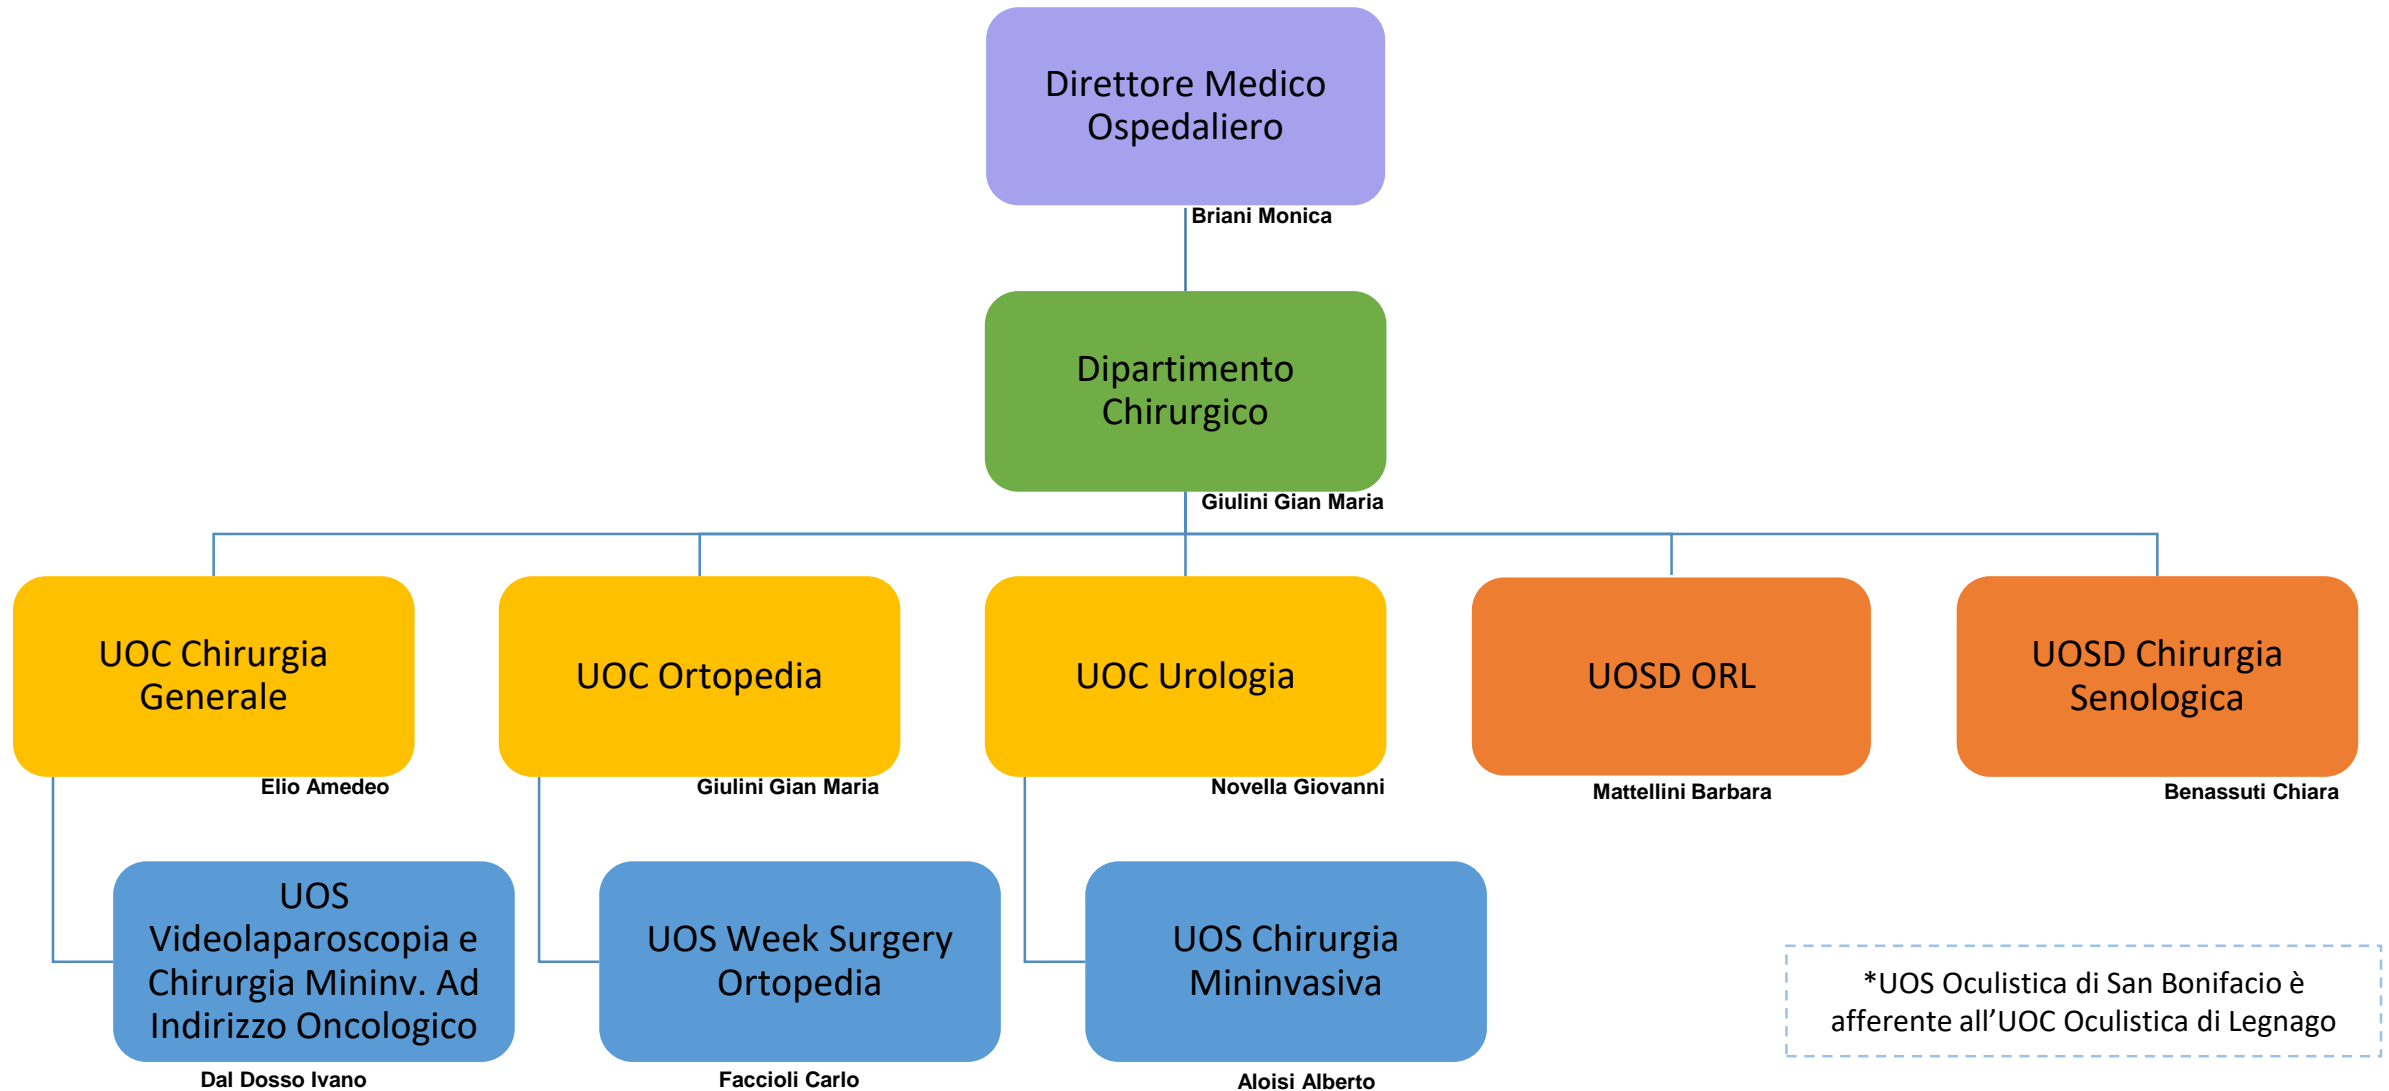 Direttore Medico
Ospedaliero
Briani Monica
Dipartimento
Chirurgico
Giulini Gian Maria
UOC Chirurgia
Generale
Elio Amedeo
UOC Ortopedia
Giulini Gian Maria
UOC Urologia
Novella Giovanni
UOSD ORL
Mattellini Barbara
UOSD Chirurgia
Senologica
Benassuti Chiara
UOS
Videolaparoscopia e
Chirurgia Mininv. Ad
Indirizzo Oncologico
Dal Dosso Ivano
UOS Week Surgery
Ortopedia
Faccioli Carlo
UOS Chirurgia
Mininvasiva
Aloisi Alberto
*UOS Oculistica di San Bonifacio è
afferente all’UOC Oculistica di Legnago